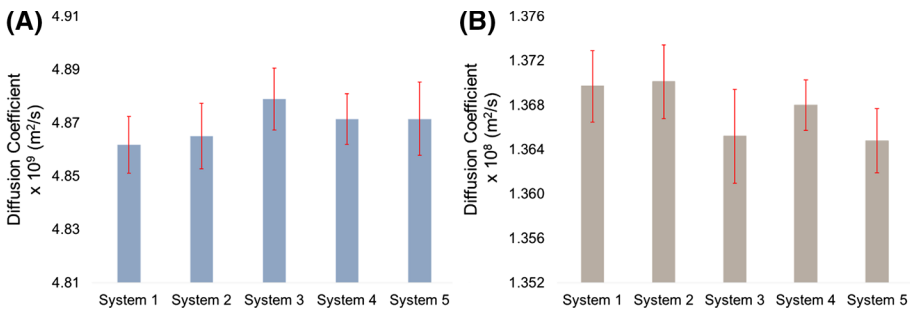 (A)
Diffusion Coefficient
x 10⁹ (m²/s)
4.91
4.89
4.87
4.85
4.83
4.81
System 1 System 2 System 3 System 4 System 5
(B)
Diffusion Coefficient
x 10⁸ (m²/s)
1.376
1.372
1.368
1.364
1.360
1.356
1.352
System 1 System 2 System 3 System 4 System 5